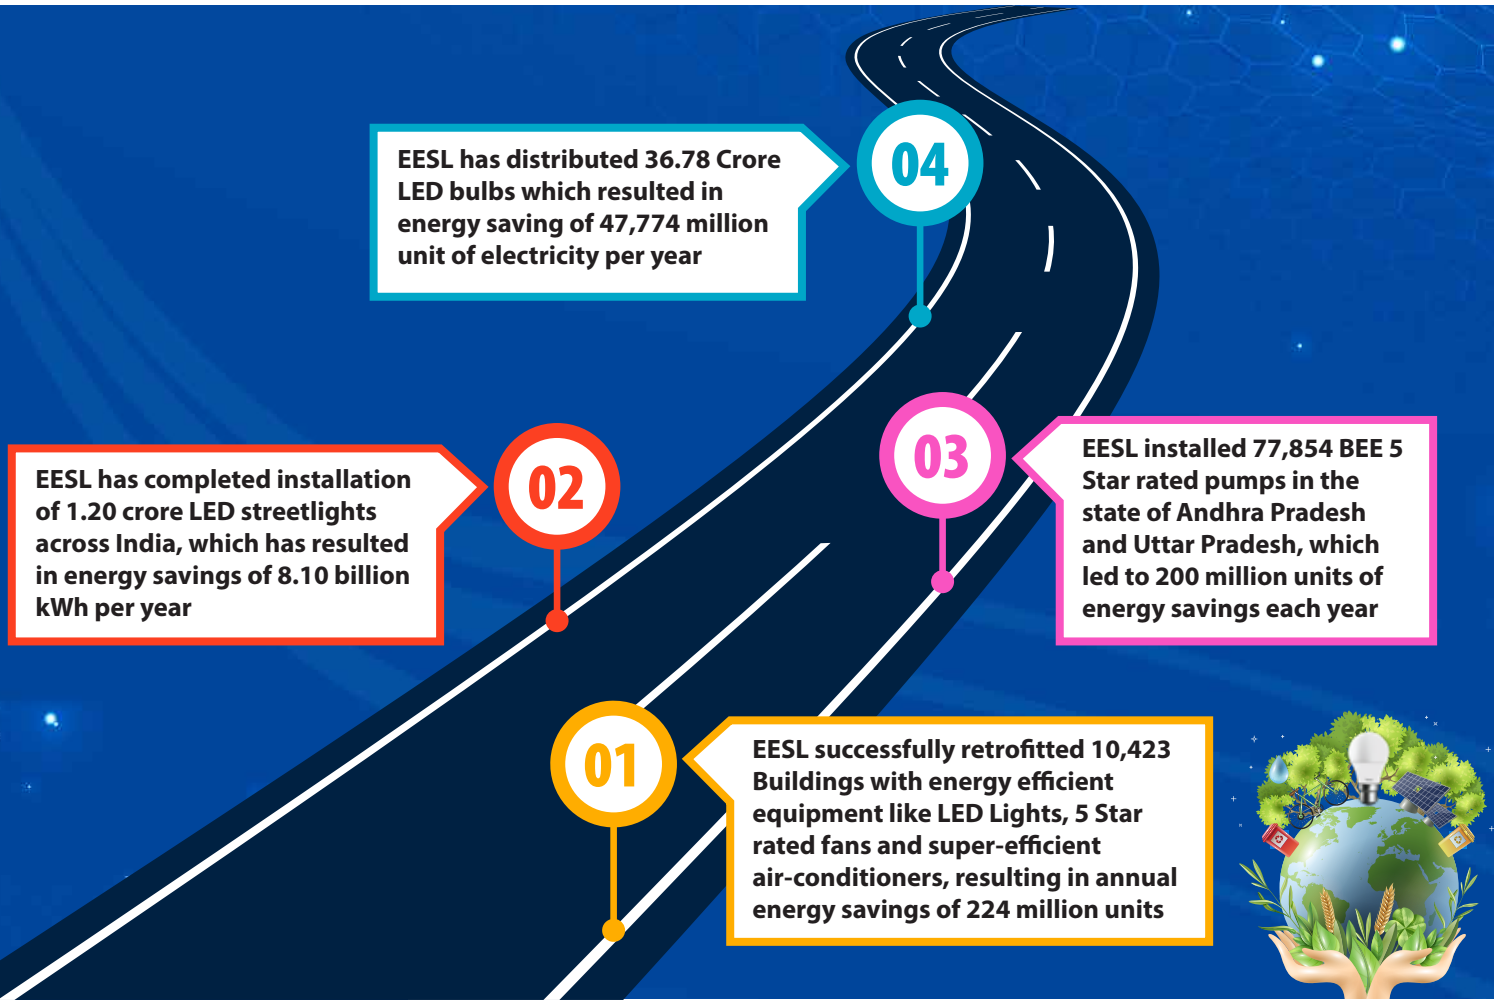 04
EESL has distributed 36.78 Crore
LED bulbs which resulted in
energy saving of 47,774 million
unit of electricity per year
02
EESL has completed installation
of 1.20 crore LED streetlights
across India, which has resulted
in energy savings of 8.10 billion
kWh per year
03
EESL installed 77,854 BEE 5
Star rated pumps in the
state of Andhra Pradesh
and Uttar Pradesh, which
led to 200 million units of
energy savings each year
01
EESL successfully retrofitted 10,423
Buildings with energy efficient
equipment like LED Lights, 5 Star
rated fans and super-efficient
air-conditioners, resulting in annual
energy savings of 224 million units